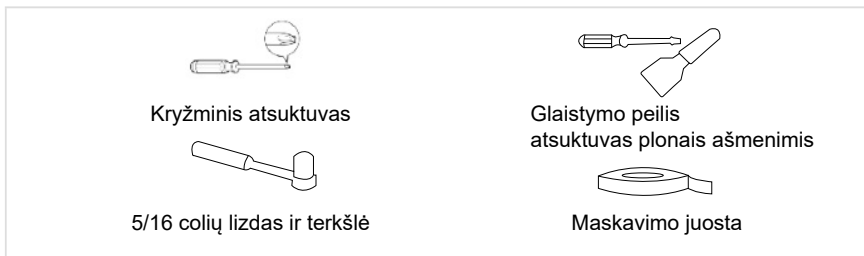 Kryžminis atsuktuvas
Glaistymo peilis
atsuktuvas plonais ašmenimis
5/16 colių lizdas ir terkšlė
Maskavimo juosta